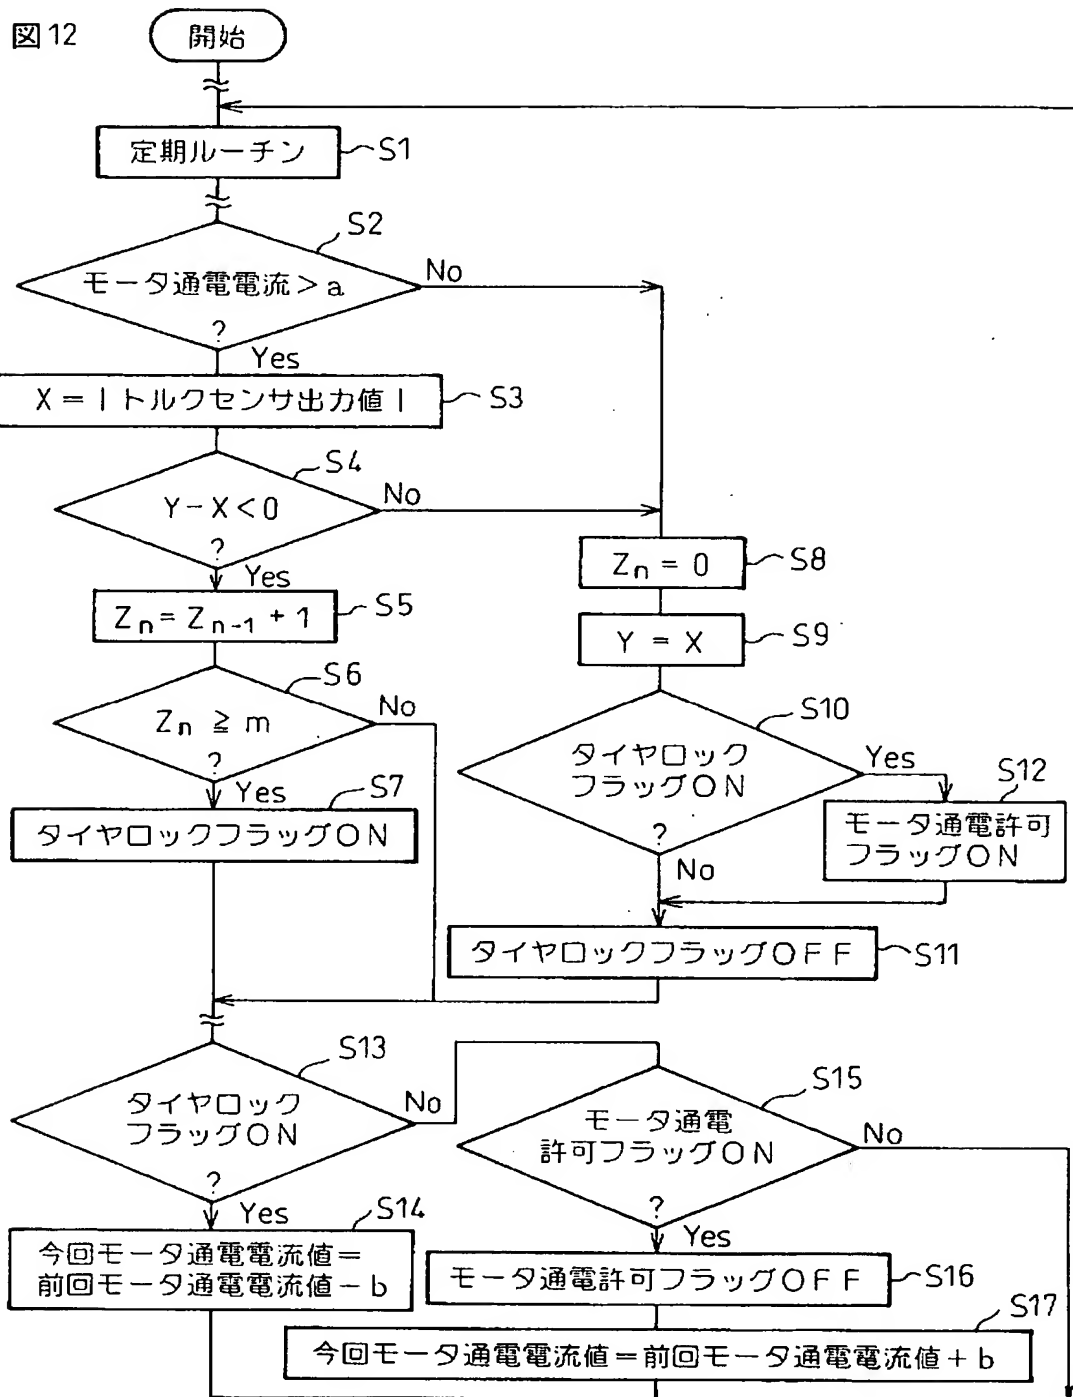 図12
開始
定期ルーチン
S1
S2
モータ通電電流>a
?
No
Yes
X=|トルクセンサ出力値|
S3
S4
Y-X<0
?
No
Yes
Zn=Zn-1+1
S5
S6
Zn≧m
?
No
Yes
S7
タイヤロックフラッグON
Zn=0
S8
Y=X
S9
S10
タイヤロック
フラッグON
?
Yes
No
S12
モータ通電許可
フラッグON
タイヤロックフラッグOFF
S11
S13
タイヤロック
フラッグON
?
No
Yes
S14
今回モータ通電電流値=
前回モータ通電電流値-b
S15
モータ通電
許可フラッグON
?
No
Yes
モータ通電許可フラッグOFF
S16
S17
今回モータ通電電流値=前回モータ通電電流値+b